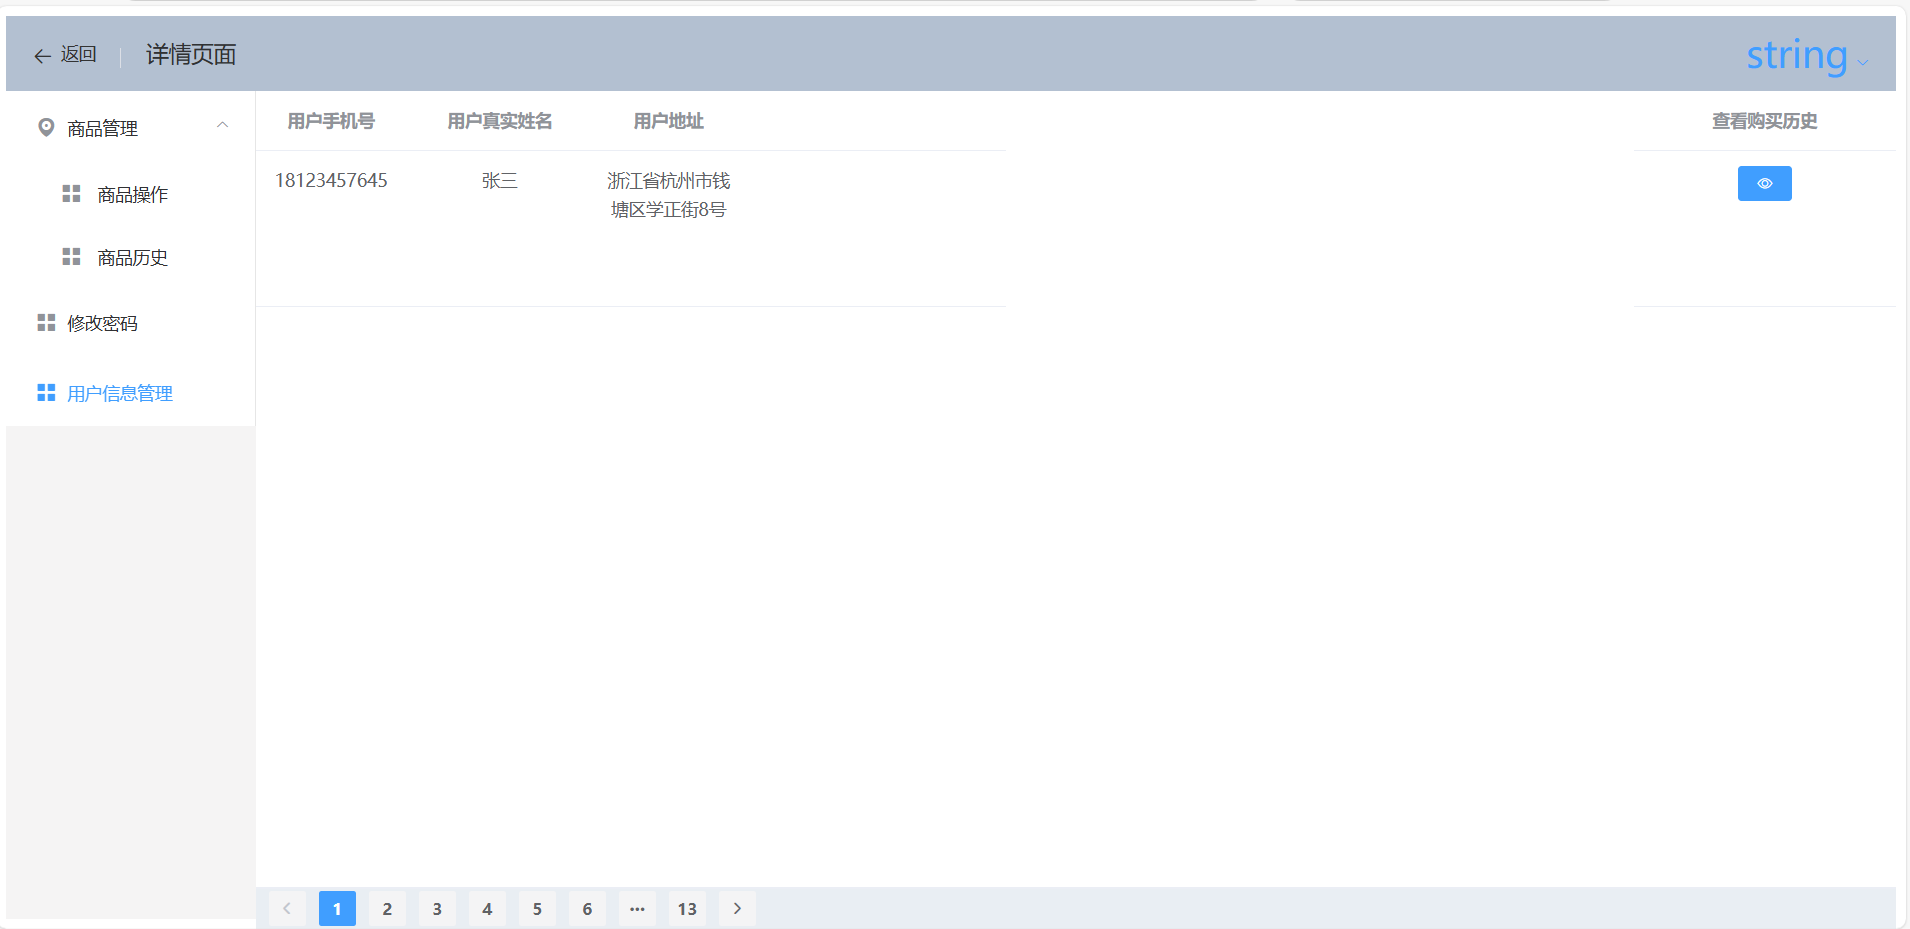 返回
详情页面
string
商品管理
商品操作
商品历史
修改密码
用户信息管理
用户手机号 用户真实姓名 用户地址 查看购买历史
18123457645 张三 浙江省杭州市钱
塘区学正街8号
1 2 3 4 5 6 ··· 13